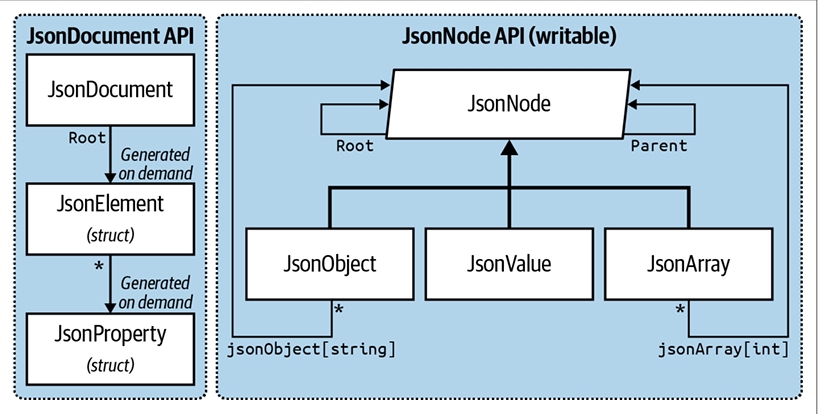 JsonDocument API
JsonDocument
Root
Generated
on demand
JsonElement
(struct)
*
Generated
on demand
JsonProperty
(struct)
JsonNode API (writable)
JsonNode
Root
Parent
JsonObject
JsonValue
JsonArray
*
*
jsonObject[string]
jsonArray[int]